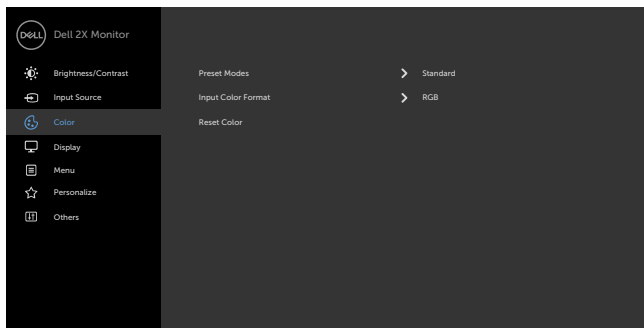 DELL Dell 2X Monitor
Brightness/Contrast Preset Modes Standard
Input Source Input Color Format RGB
Color Reset Color
Display
Menu
Personalize
Others